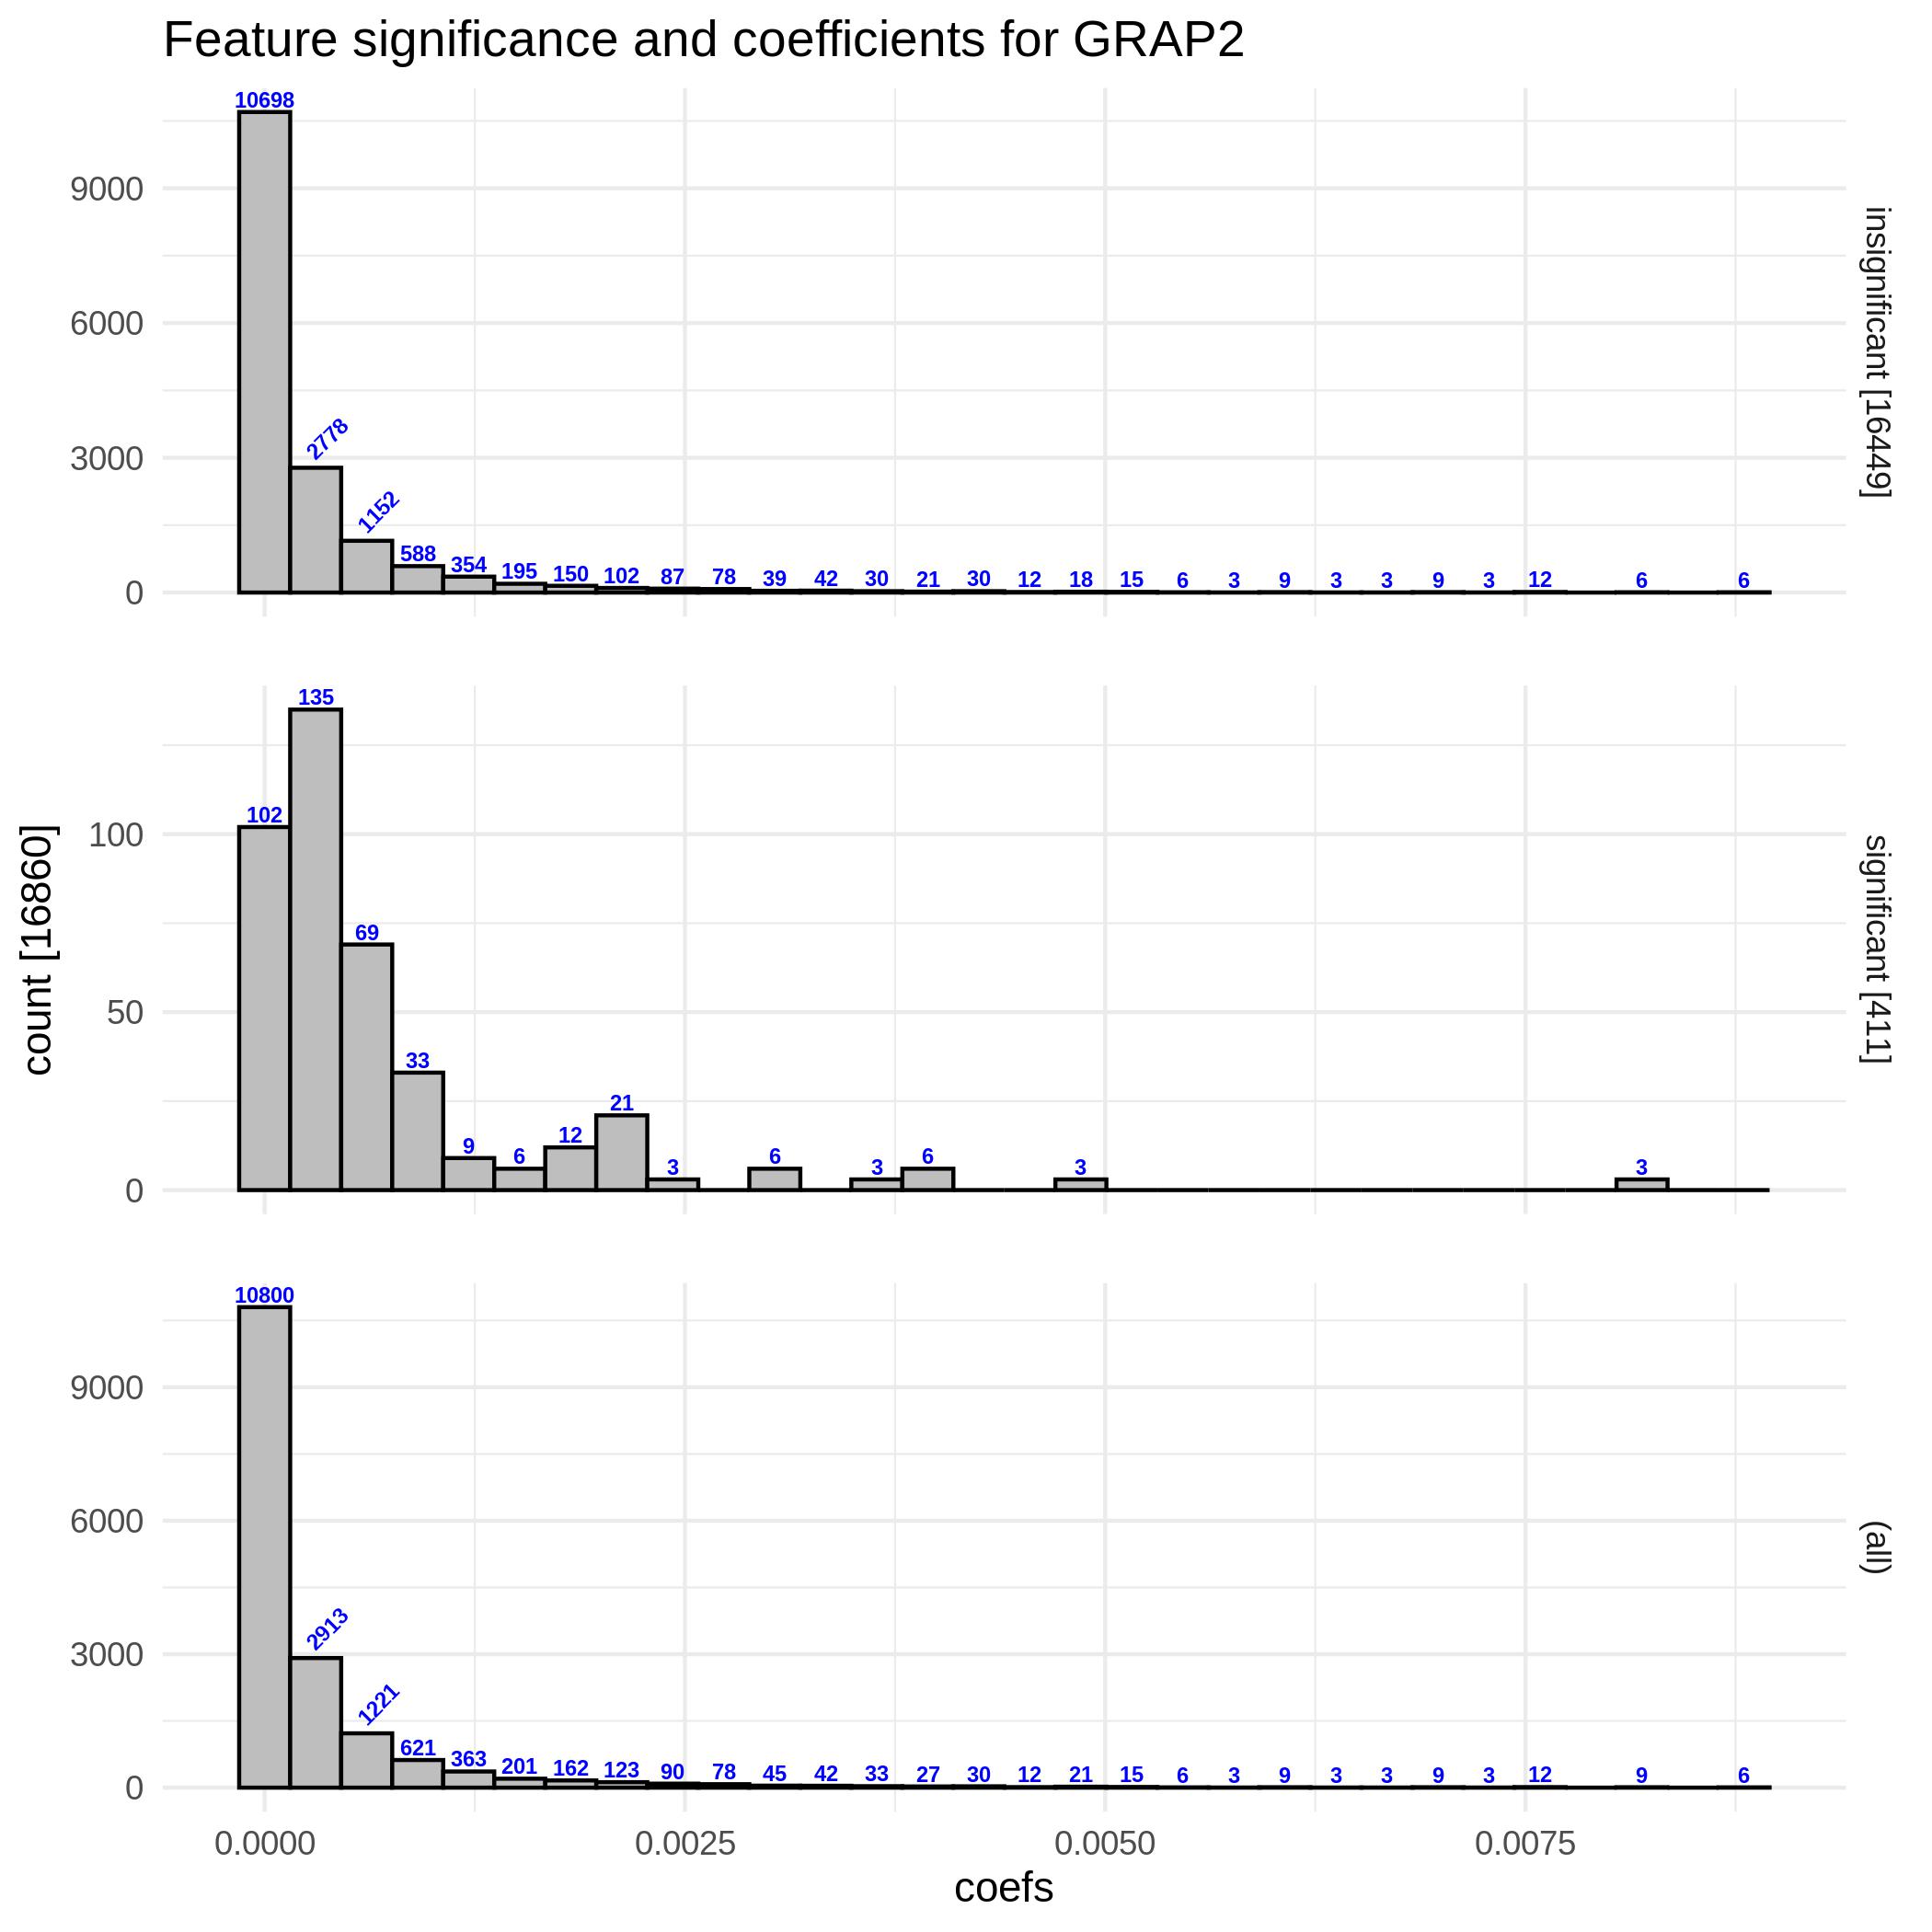 Feature significance and coefficients for GRAP2
10698
2778
1152
588 354 195 150 102 87 78 39 42 30 21 30 12 18 15 6 3 9 3 3 9 3 12 6 6
9000
6000
3000
0
insignificant [16449]
135
102
69
33
9 6 12 21 3 6 3 6 3 3
100
50
0
significant [411]
count [16860]
10800
2913
1221
621 363 201 162 123 90 78 45 42 33 27 30 12 21 15 6 3 9 3 3 9 3 12 9 6
9000
6000
3000
0
(all)
0.0000 0.0025 0.0050 0.0075
coefs